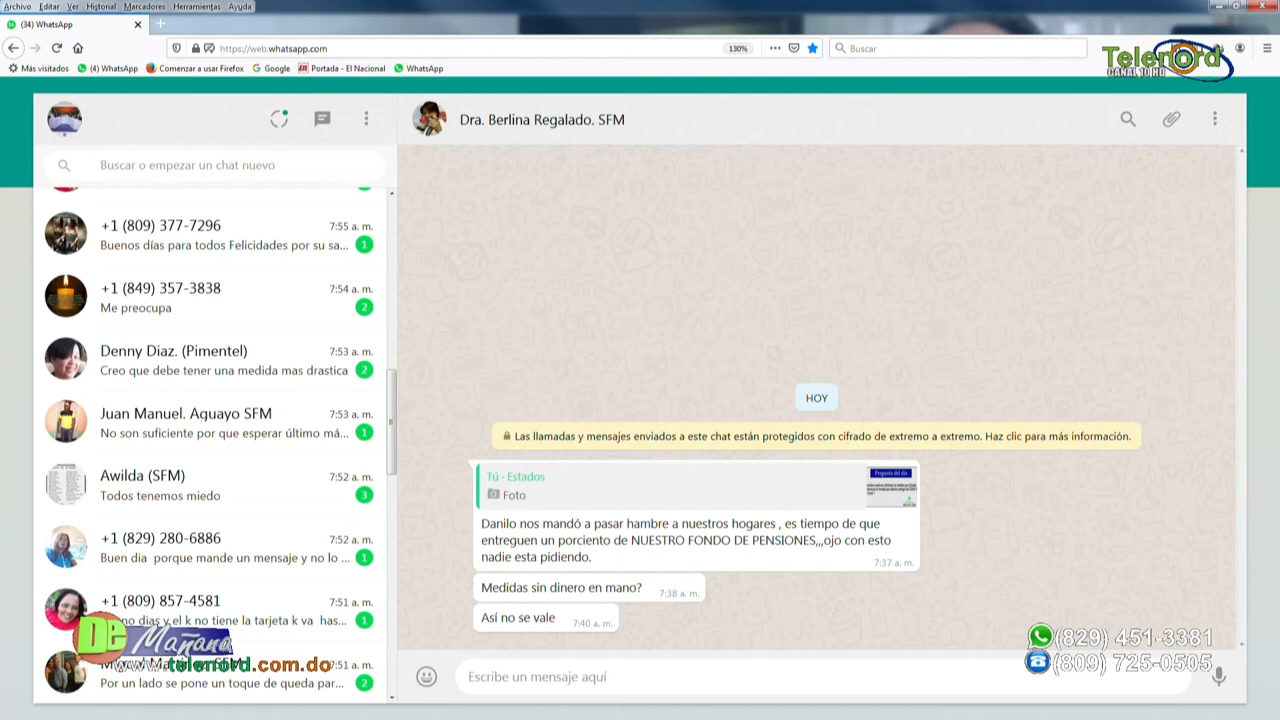 Archivo Editar Ver Historial Marcadores Herramientas Ayuda
(34) WhatsApp
https://web.whatsapp.com
130%
Buscar
Más visitados
(4) WhatsApp
Comenzar a usar Firefox
Google
Portada - El Nacional
WhatsApp
Telenord
CANAL 10 HD
Dra. Berlina Regalado. SFM
Buscar o empezar un chat nuevo
+1 (809) 377-7296
7:55 a. m.
Buenos días para todos Felicidades por su sa...
1
+1 (849) 357-3838
7:54 a. m.
Me preocupa
2
Denny Diaz. (Pimentel)
7:53 a. m.
Creo que debe tener una medida mas drastica
2
Juan Manuel. Aguayo SFM
7:53 a. m.
No son suficiente por que esperar último má...
1
Awilda (SFM)
7:52 a. m.
Todos tenemos miedo
3
+1 (829) 280-6886
7:52 a. m.
Buen dia porque mande un mensaje y no lo ...
1
+1 (809) 857-4581
7:51 a. m.
no dias y el k no tiene la tarjeta k va has...
1
7:51 a. m.
Por un lado se pone un toque de queda par...
2
De Mañana
www.telenord.com.do
HOY
Las llamadas y mensajes enviados a este chat están protegidos con cifrado de extremo a extremo. Haz clic para más información.
Tú · Estados
Foto
Pregunta del día
Danilo nos mandó a pasar hambre a nuestros hogares , es tiempo de que
entreguen un porciento de NUESTRO FONDO DE PENSIONES,,,ojo con esto
nadie esta pidiendo.
7:37 a. m.
Medidas sin dinero en mano?
7:38 a. m.
Así no se vale
7:40 a. m.
(829) 451-3381
(809) 725-0505
Escribe un mensaje aquí